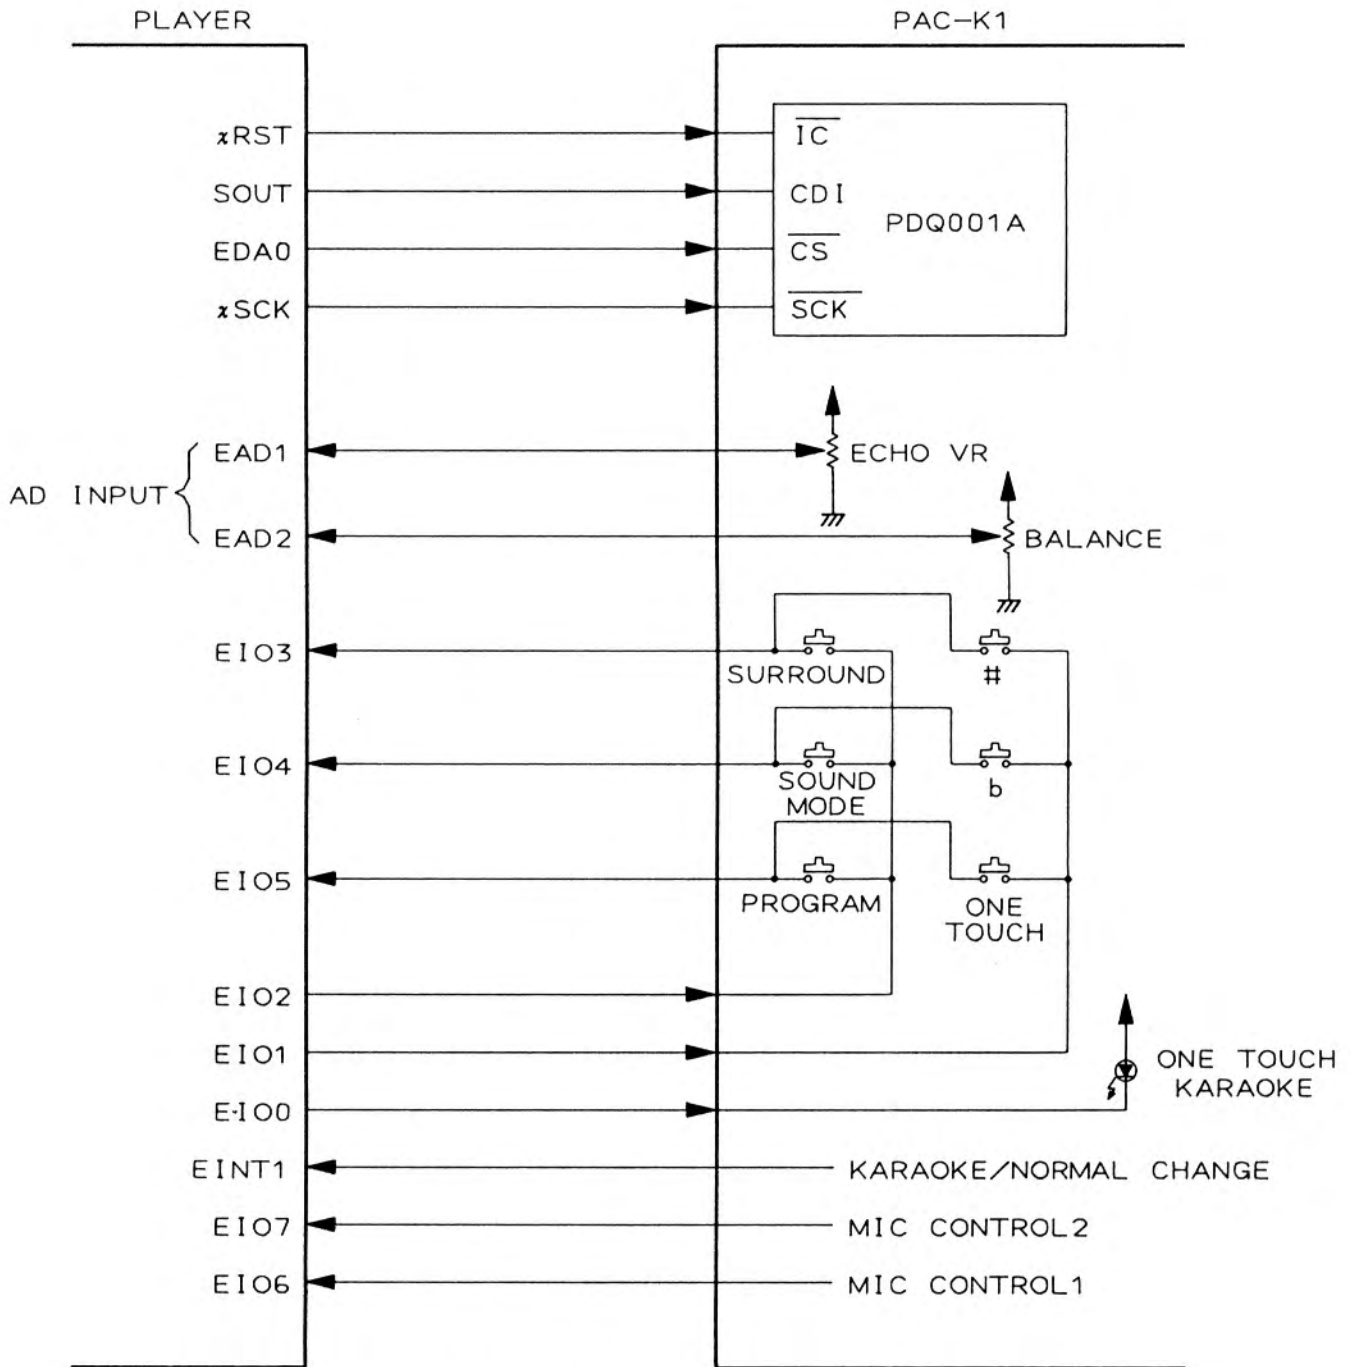 PLAYER PAC-K1
xRST IC
SOUT CDI
PDQ001A
EDA0 CS
xSCK SCK
EAD1 ECHO VR
AD INPUT
EAD2 BALANCE
EIO3
SURROUND #
EIO4
SOUND
MODE b
EIO5
PROGRAM ONE
TOUCH
EIO2
EIO1 ONE TOUCH
KARAOKE
E-IO0
EINT1 KARAOKE/NORMAL CHANGE
EIO7 MIC CONTROL2
EIO6 MIC CONTROL1